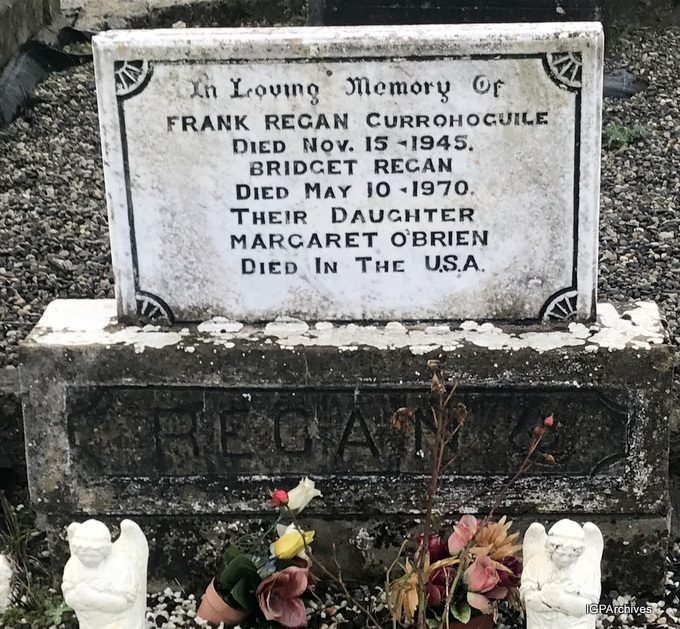 In Loving Memory Of
FRANK REGAN CURROHOGUILE
DIED NOV. 15-1945.
BRIDGET REGAN
DIED MAY 10-1970.
THEIR DAUGHTER
MARGARET O'BRIEN
DIED IN THE U.S.A.
REGAN
IGPArchives